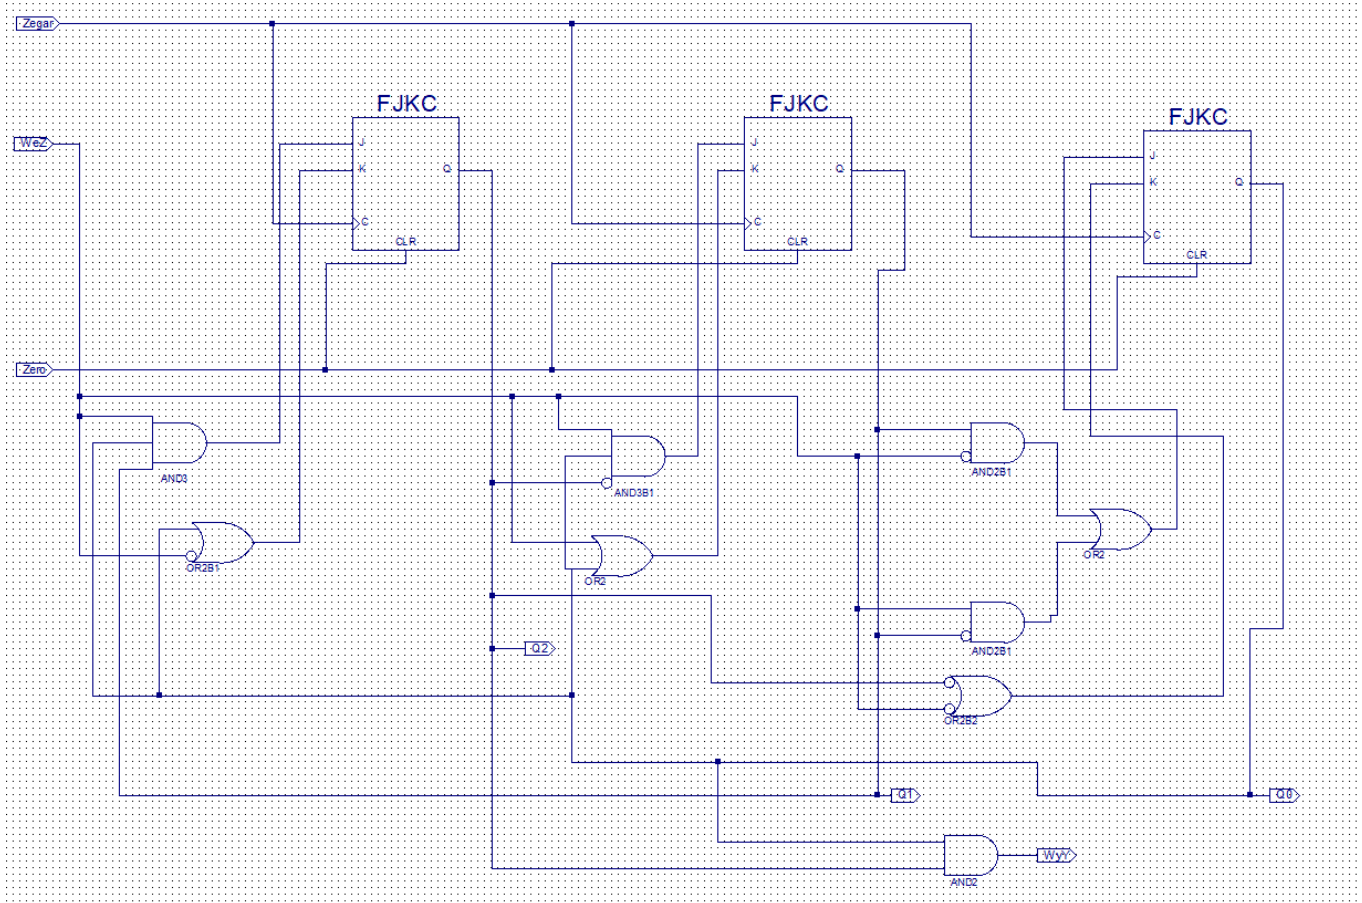 Zegar
FJKC
FJKC
FJKC
WeZ
J
K
Q
C
CLR
J
K
Q
C
CLR
J
K
Q
C
CLR
Zero
AND3
AND3B1
AND2B1
OR2B1
OR2
OR2
Q2
AND2B1
OR2B2
Q1
Q0
WyY
AND2